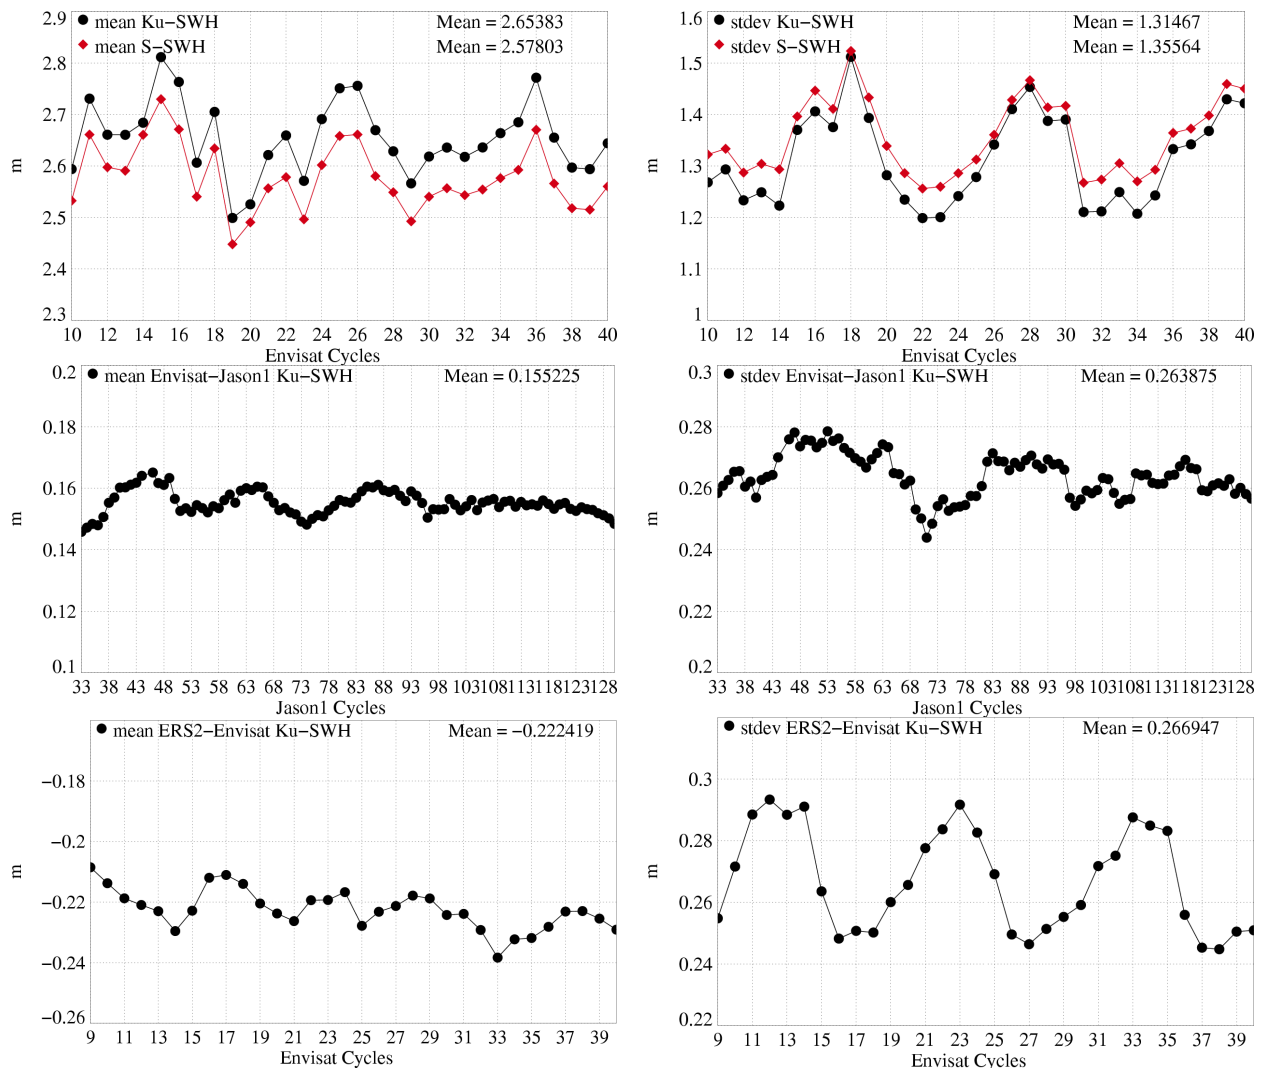 2.9
2.8
2.7
2.6
2.5
2.4
2.3
m
mean Ku−SWH Mean = 2.65383
mean S−SWH Mean = 2.57803
10 12 14 16 18 20 22 24 26 28 30 32 34 36 38 40
Envisat Cycles
1.6
1.5
1.4
1.3
1.2
1.1
1
m
stdev Ku−SWH Mean = 1.31467
stdev S−SWH Mean = 1.35564
10 12 14 16 18 20 22 24 26 28 30 32 34 36 38 40
Envisat Cycles
0.2
0.18
0.16
0.14
0.12
0.1
m
mean Envisat−Jason1 Ku−SWH Mean = 0.155225
33 38 43 48 53 58 63 68 73 78 83 88 93 98 103 108 113 118 123 128
Jason1 Cycles
0.3
0.28
0.26
0.24
0.22
0.2
m
stdev Envisat−Jason1 Ku−SWH Mean = 0.263875
33 38 43 48 53 58 63 68 73 78 83 88 93 98 103 108 113 118 123 128
Jason1 Cycles
−0.18
−0.2
−0.22
−0.24
−0.26
m
mean ERS2−Envisat Ku−SWH Mean = −0.222419
9 11 13 15 17 19 21 23 25 27 29 31 33 35 37 39
Envisat Cycles
0.3
0.28
0.26
0.24
0.22
m
stdev ERS2−Envisat Ku−SWH Mean = 0.266947
9 11 13 15 17 19 21 23 25 27 29 31 33 35 37 39
Envisat Cycles